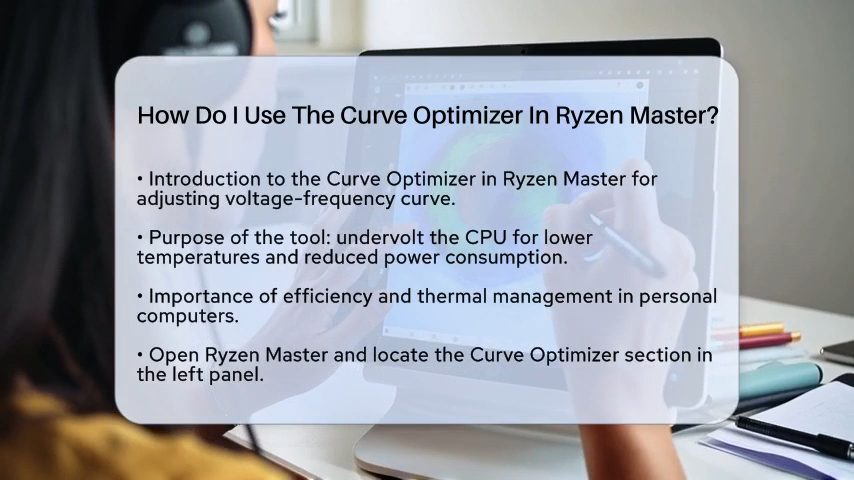 How Do I Use The Curve Optimizer In Ryzen Master?
• Introduction to the Curve Optimizer in Ryzen Master for
adjusting voltage-frequency curve.
• Purpose of the tool: undervolt the CPU for lower
temperatures and reduced power consumption.
• Importance of efficiency and thermal management in personal
computers.
• Open Ryzen Master and locate the Curve Optimizer section in
the left panel.